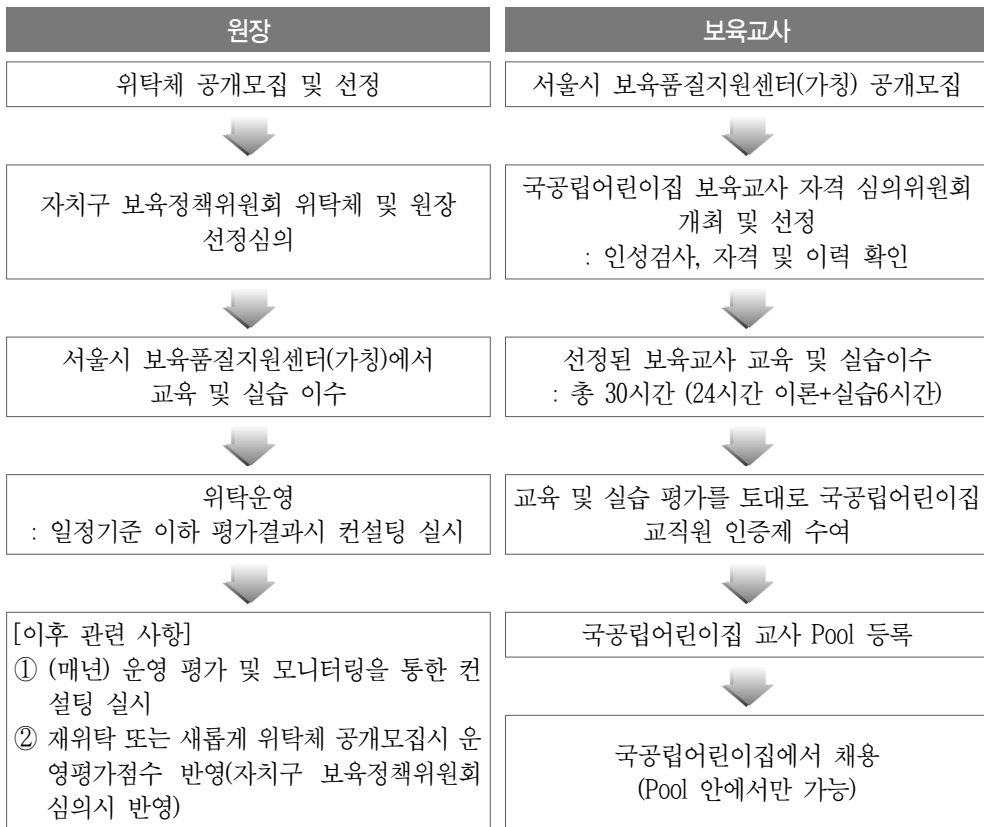 원장
위탁체 공개모집 및 선정
자치구 보육정책위원회 위탁체 및 원장
선정심의
서울시 보육품질지원센터(가칭)에서
교육 및 실습 이수
위탁운영
: 일정기준 이하 평가결과시 컨설팅 실시
[이후 관련 사항]
① (매년) 운영 평가 및 모니터링을 통한 컨
설팅 실시
② 재위탁 또는 새롭게 위탁체 공개모집시 운
영평가점수 반영(자치구 보육정책위원회
심의시 반영)
보육교사
서울시 보육품질지원센터(가칭) 공개모집
국공립어린이집 보육교사 자격 심의위원회
개최 및 선정
: 인성검사, 자격 및 이력 확인
선정된 보육교사 교육 및 실습이수
: 총 30시간 (24시간 이론+실습6시간)
교육 및 실습 평가를 토대로 국공립어린이집
교직원 인증제 수여
국공립어린이집 교사 Pool 등록
국공립어린이집에서 채용
(Pool 안에서만 가능)